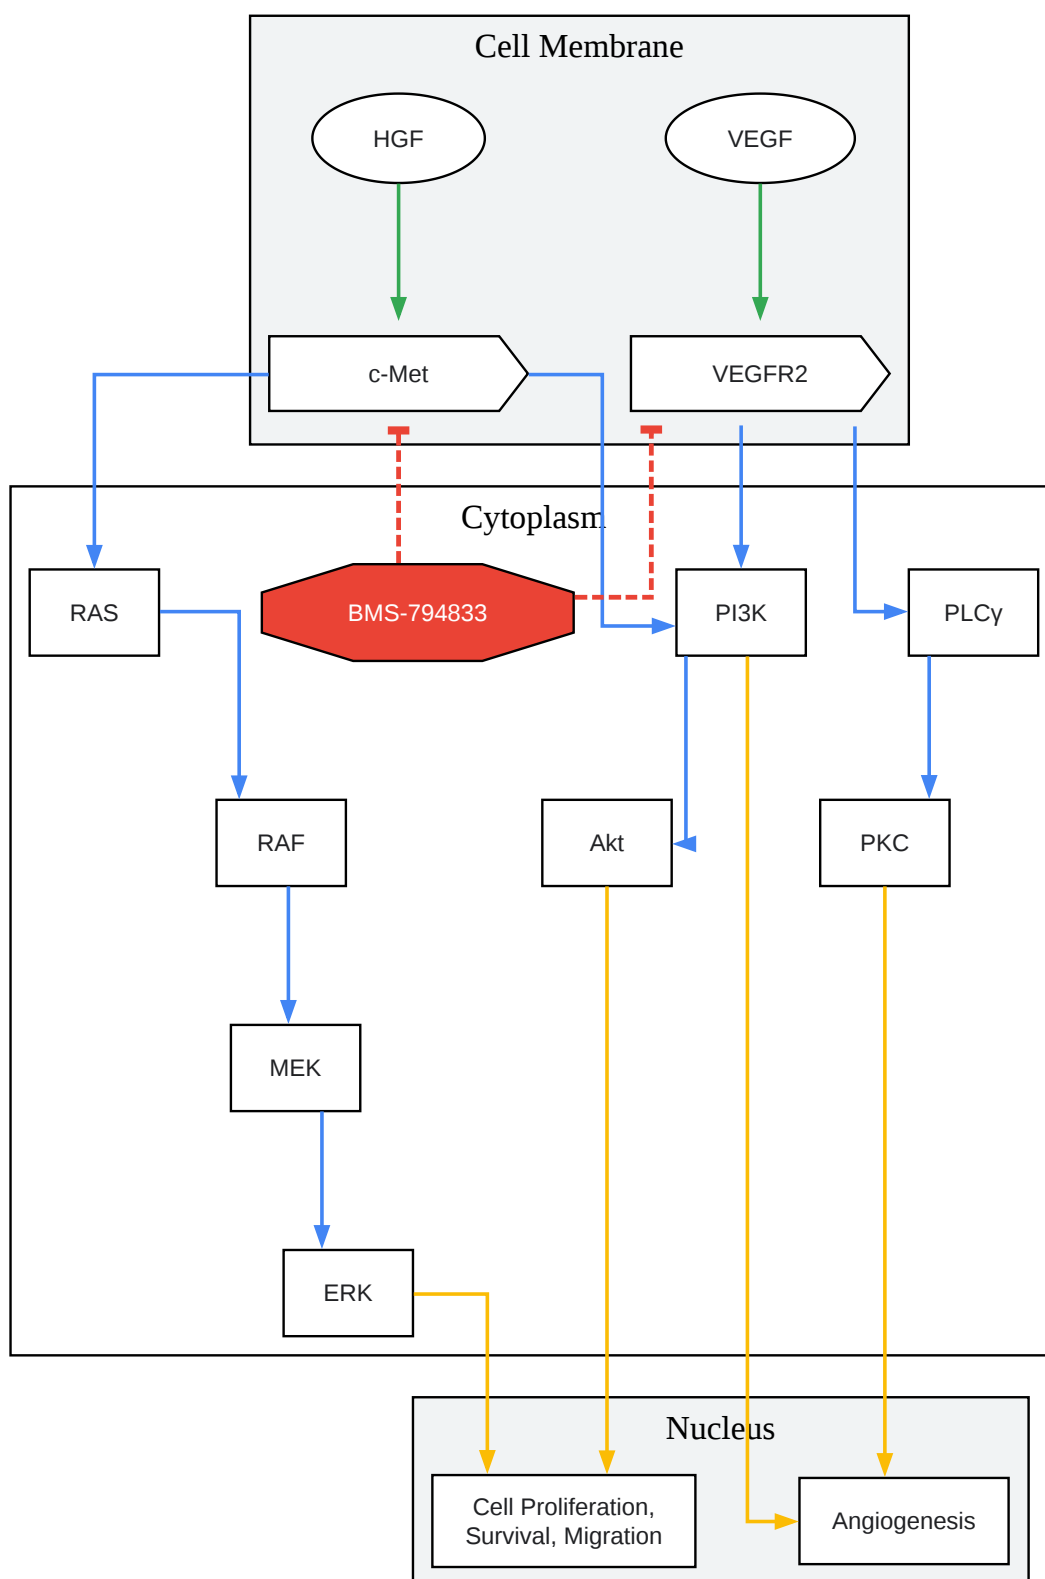 Cell Membrane
HGF
VEGF
c-Met
VEGFR2
Cytoplasm
RAS
BMS-794833
PI3K
PLCγ
RAF
Akt
PKC
MEK
ERK
Nucleus
Cell Proliferation,
Survival, Migration
Angiogenesis